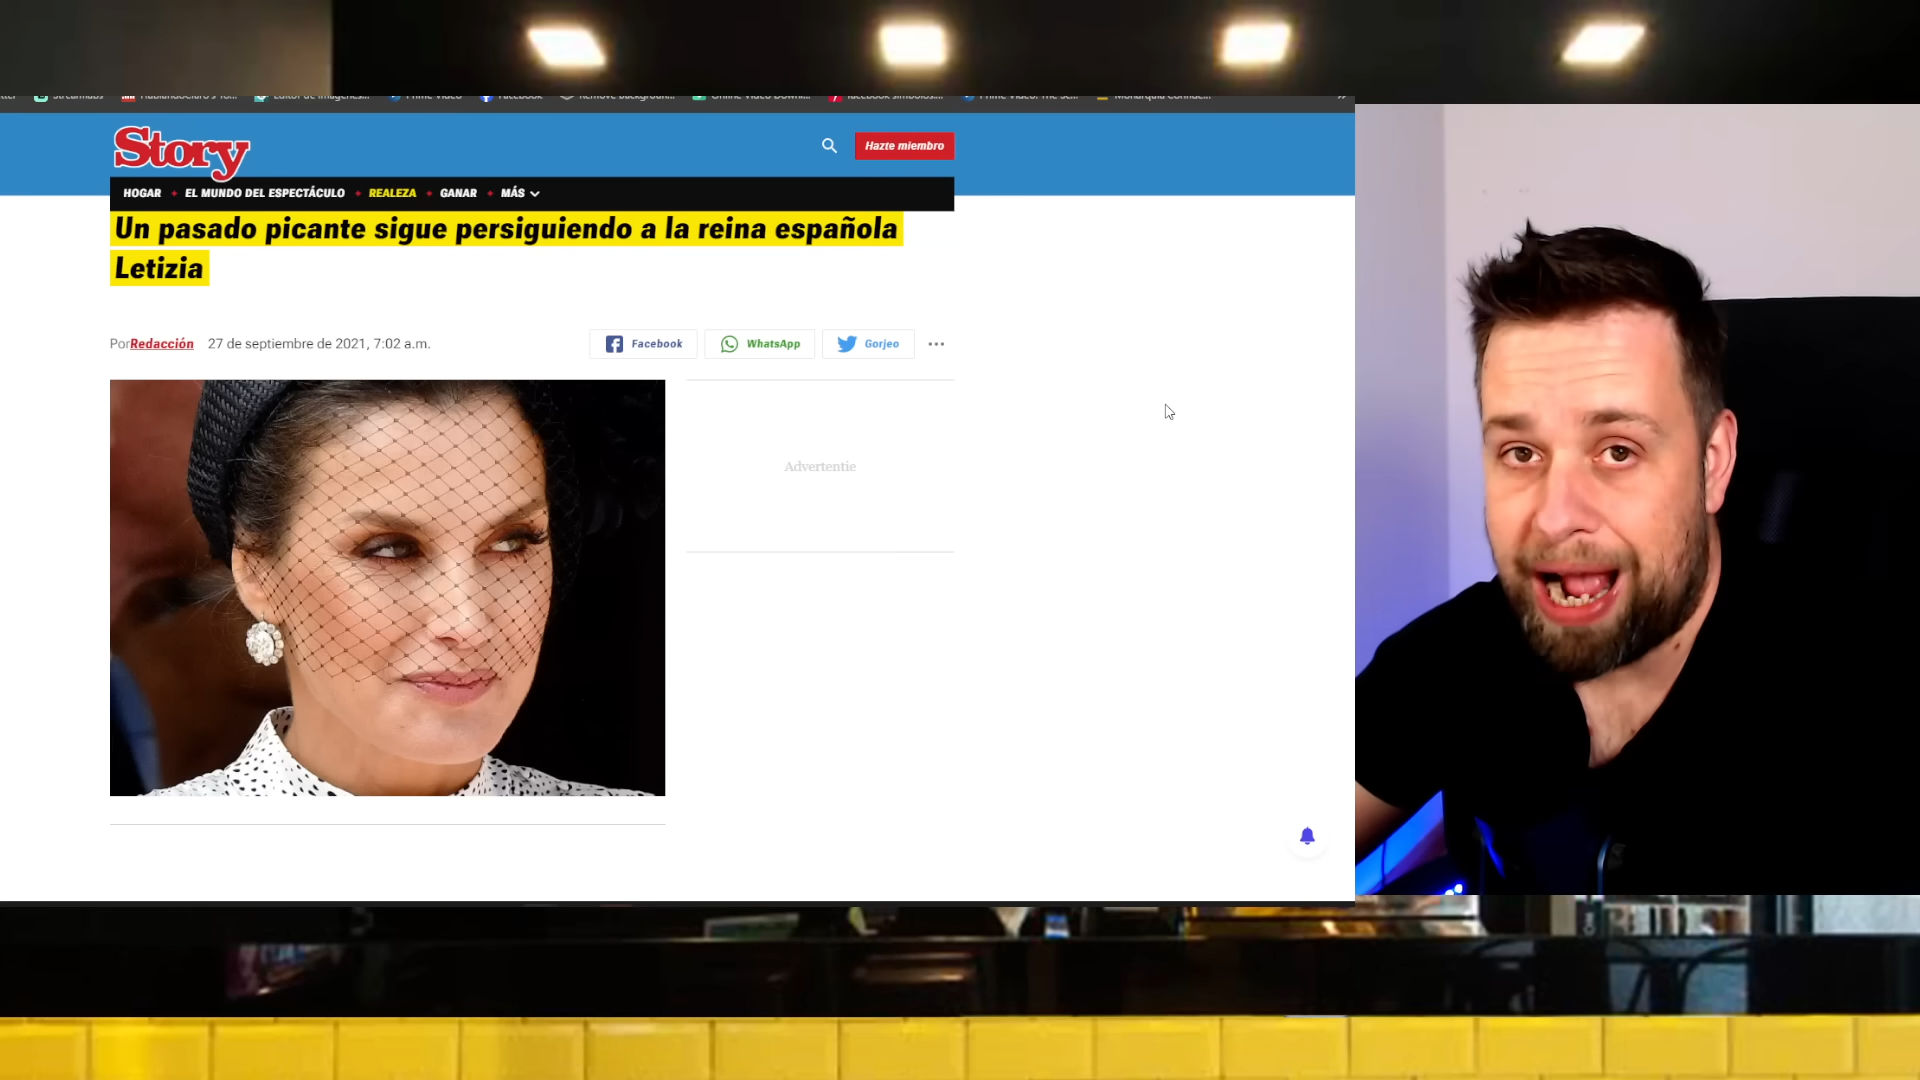 Story
Hazte miembro
HOGAR EL MUNDO DEL ESPECTÁCULO REALEZA GANAR MÁS
Un pasado picante sigue persiguiendo a la reina española
Letizia
PorRedacción 27 de septiembre de 2021, 7:02 a.m.
Facebook WhatsApp Gorjeo
Advertentie